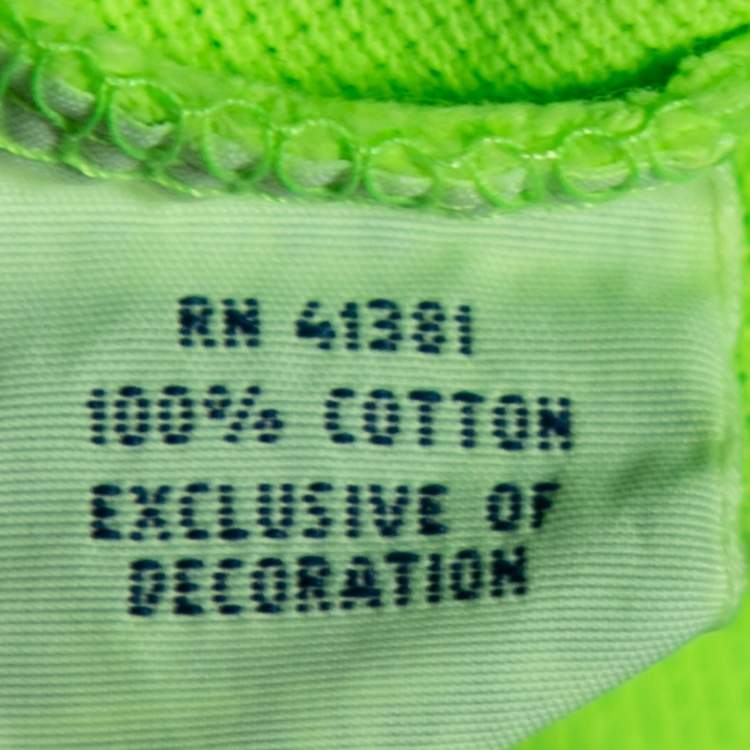 RN 41381
100% COTTON
EXCLUSIVE OF
DECORATION